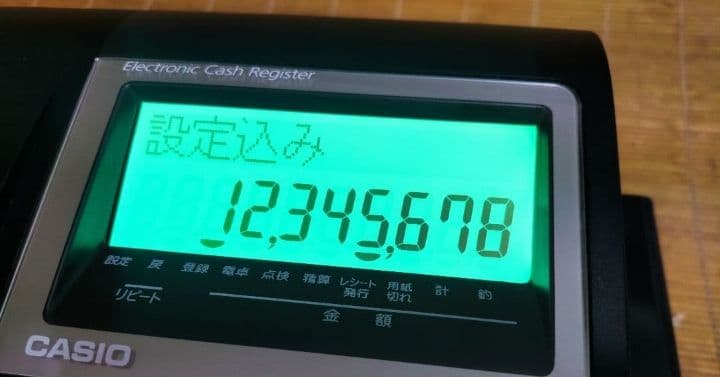 Electronic Cash Register
設定込み
12,345,678
設定 戻 登録 電卓 点検 精算 レシート発行 用紙切れ 計 釣
リピート
金額
CASIO